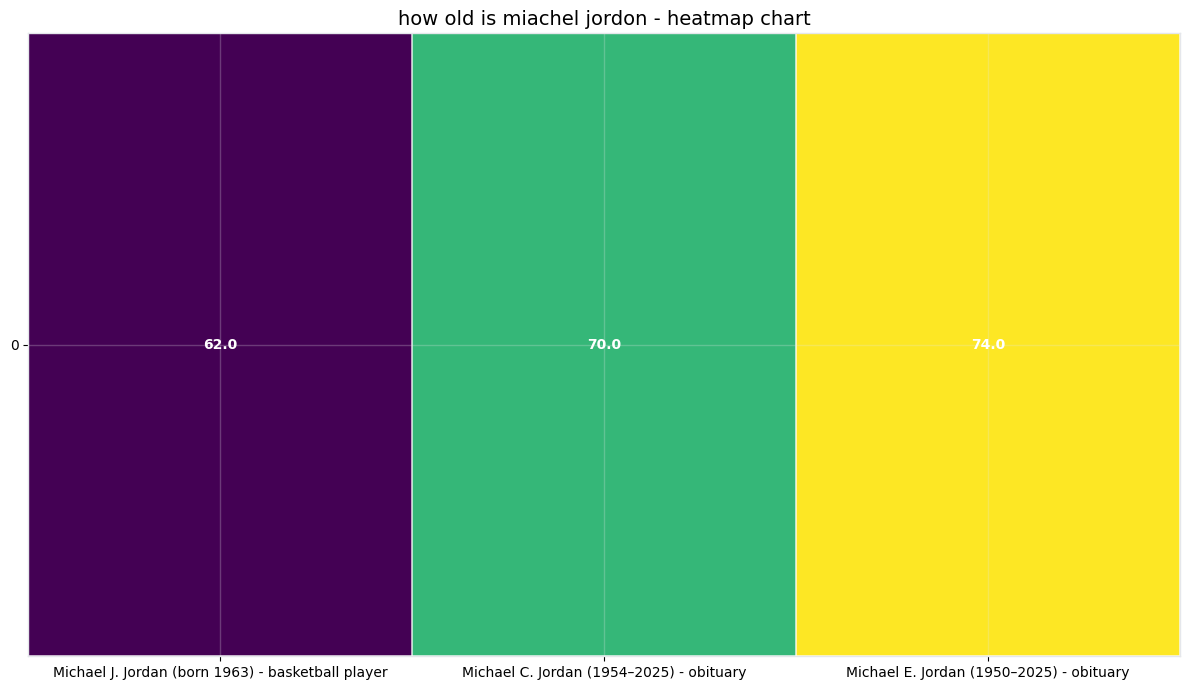 how old is miachel jordon - heatmap chart
62.0
70.0
74.0
0
Michael J. Jordan (born 1963) - basketball player
Michael C. Jordan (1954–2025) - obituary
Michael E. Jordan (1950–2025) - obituary